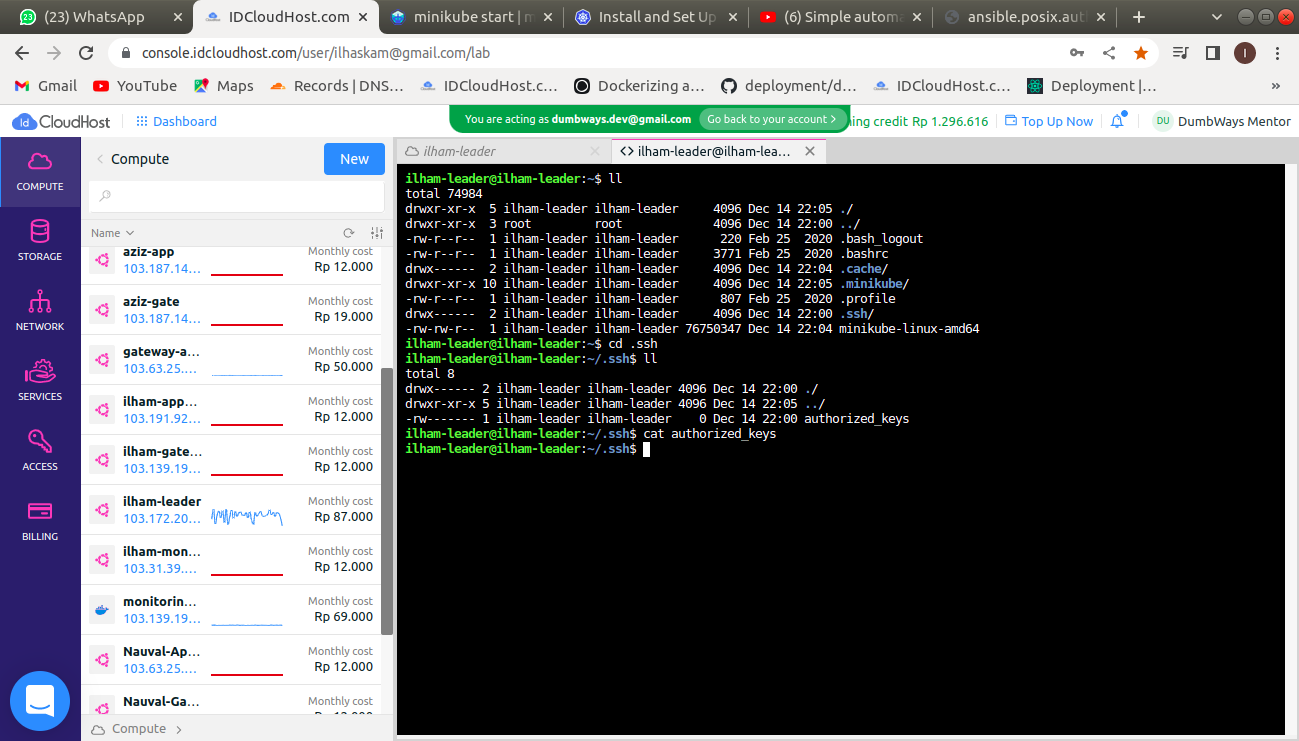 (23) WhatsApp
IDCloudHost.com
minikube start | m
Install and Set Up
(6) Simple automa
ansible.posix.aut
console.idcloudhost.com/user/ilhaskam@gmail.com/lab
I
Gmail
YouTube
Maps
Records | DNS…
IDCloudHost.c…
Dockerizing a…
deployment/d…
IDCloudHost.c…
Deployment |…
»
Id CloudHost
Dashboard
You are acting as dumbways.dev@gmail.com
Go back to your account >
ning credit Rp 1.296.616
Top Up Now
DU
DumbWays Mentor
COMPUTE
STORAGE
NETWORK
SERVICES
ACCESS
BILLING
Compute
New
Name
aziz-app
103.187.14…
Monthly cost
Rp 12.000
aziz-gate
103.187.14…
Monthly cost
Rp 19.000
gateway-a…
103.63.25.…
Monthly cost
Rp 50.000
ilham-app…
103.191.92…
Monthly cost
Rp 12.000
ilham-gate…
103.139.19…
Monthly cost
Rp 12.000
ilham-leader
103.172.20…
Monthly cost
Rp 87.000
ilham-mon…
103.31.39.…
Monthly cost
Rp 12.000
monitorin…
103.139.19…
Monthly cost
Rp 69.000
Nauval-Ap…
103.63.25.…
Monthly cost
Rp 12.000
Nauval-Ga…
Monthly cost
Compute
ilham-leader
<> ilham-leader@ilham-lea…
ilham-leader@ilham-leader:~$ ll
total 74984
drwxr-xr-x  5 ilham-leader ilham-leader     4096 Dec 14 22:05 ./
drwxr-xr-x  3 root         root             4096 Dec 14 22:00 ../
-rw-r--r--  1 ilham-leader ilham-leader      220 Feb 25  2020 .bash_logout
-rw-r--r--  1 ilham-leader ilham-leader     3771 Feb 25  2020 .bashrc
drwx------  2 ilham-leader ilham-leader     4096 Dec 14 22:04 .cache/
drwxr-xr-x 10 ilham-leader ilham-leader     4096 Dec 14 22:05 .minikube/
-rw-r--r--  1 ilham-leader ilham-leader      807 Feb 25  2020 .profile
drwx------  2 ilham-leader ilham-leader     4096 Dec 14 22:00 .ssh/
-rw-rw-r--  1 ilham-leader ilham-leader 76750347 Dec 14 22:04 minikube-linux-amd64
ilham-leader@ilham-leader:~$ cd .ssh
ilham-leader@ilham-leader:~/.ssh$ ll
total 8
drwx------ 2 ilham-leader ilham-leader 4096 Dec 14 22:00 ./
drwxr-xr-x 5 ilham-leader ilham-leader 4096 Dec 14 22:05 ../
-rw------- 1 ilham-leader ilham-leader    0 Dec 14 22:00 authorized_keys
ilham-leader@ilham-leader:~/.ssh$ cat authorized_keys
ilham-leader@ilham-leader:~/.ssh$